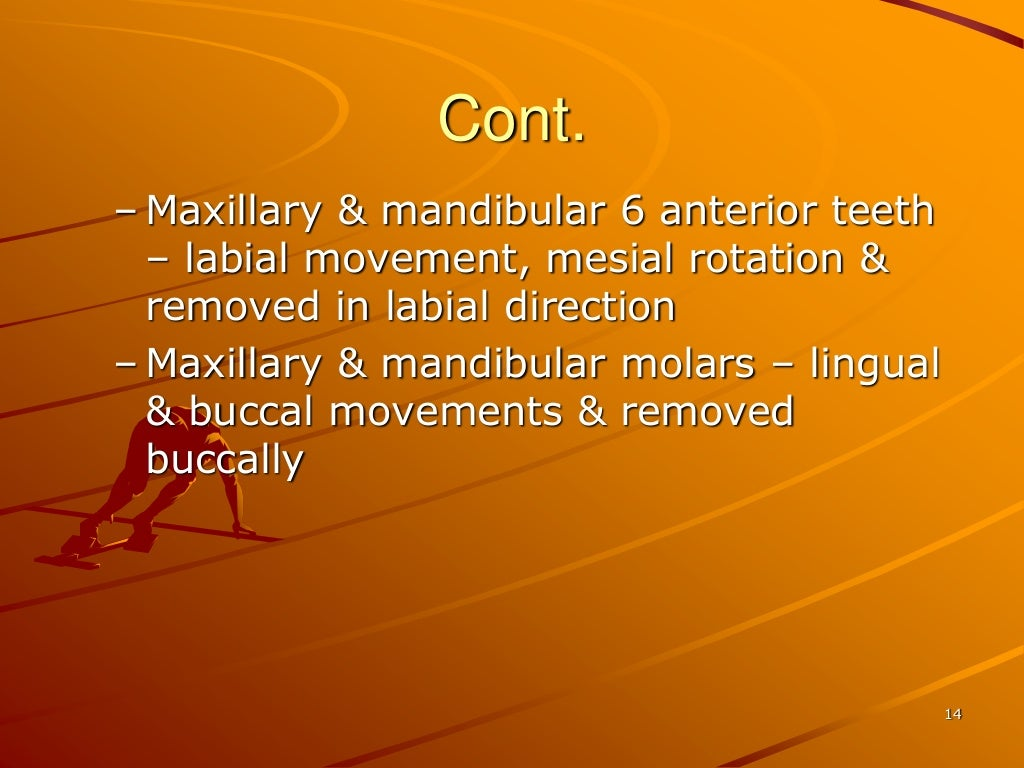 Cont.
– Maxillary & mandibular 6 anterior teeth
– labial movement, mesial rotation &
removed in labial direction
– Maxillary & mandibular molars – lingual
& buccal movements & removed
buccally
14